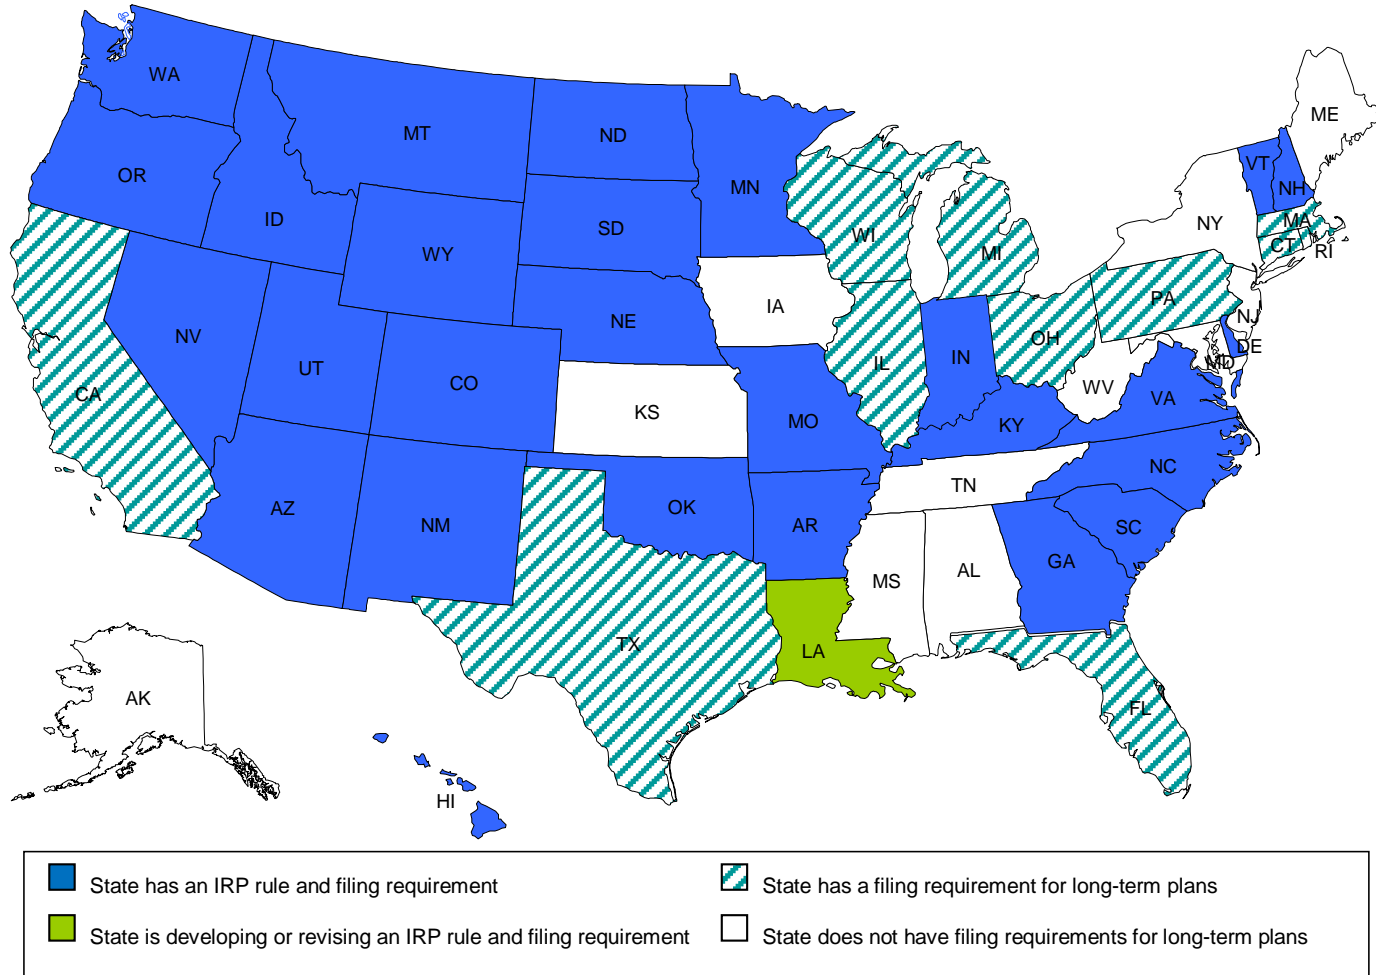 WA
ME
MT
ND
VT
OR
MN
NH
ID
SD
MA
NY
WI
CT
RI
WY
MI
PA
IA
NJ
NE
NV
OH
DE
IN
IL
MD
UT
CO
WV
CA
VA
KS
MO
KY
NC
TN
AZ
OK
NM
AR
SC
GA
AL
MS
TX
LA
AK
FL
HI
State has an IRP rule and filing requirement
State has a filing requirement for long-term plans
State is developing or revising an IRP rule and filing requirement
State does not have filing requirements for long-term plans